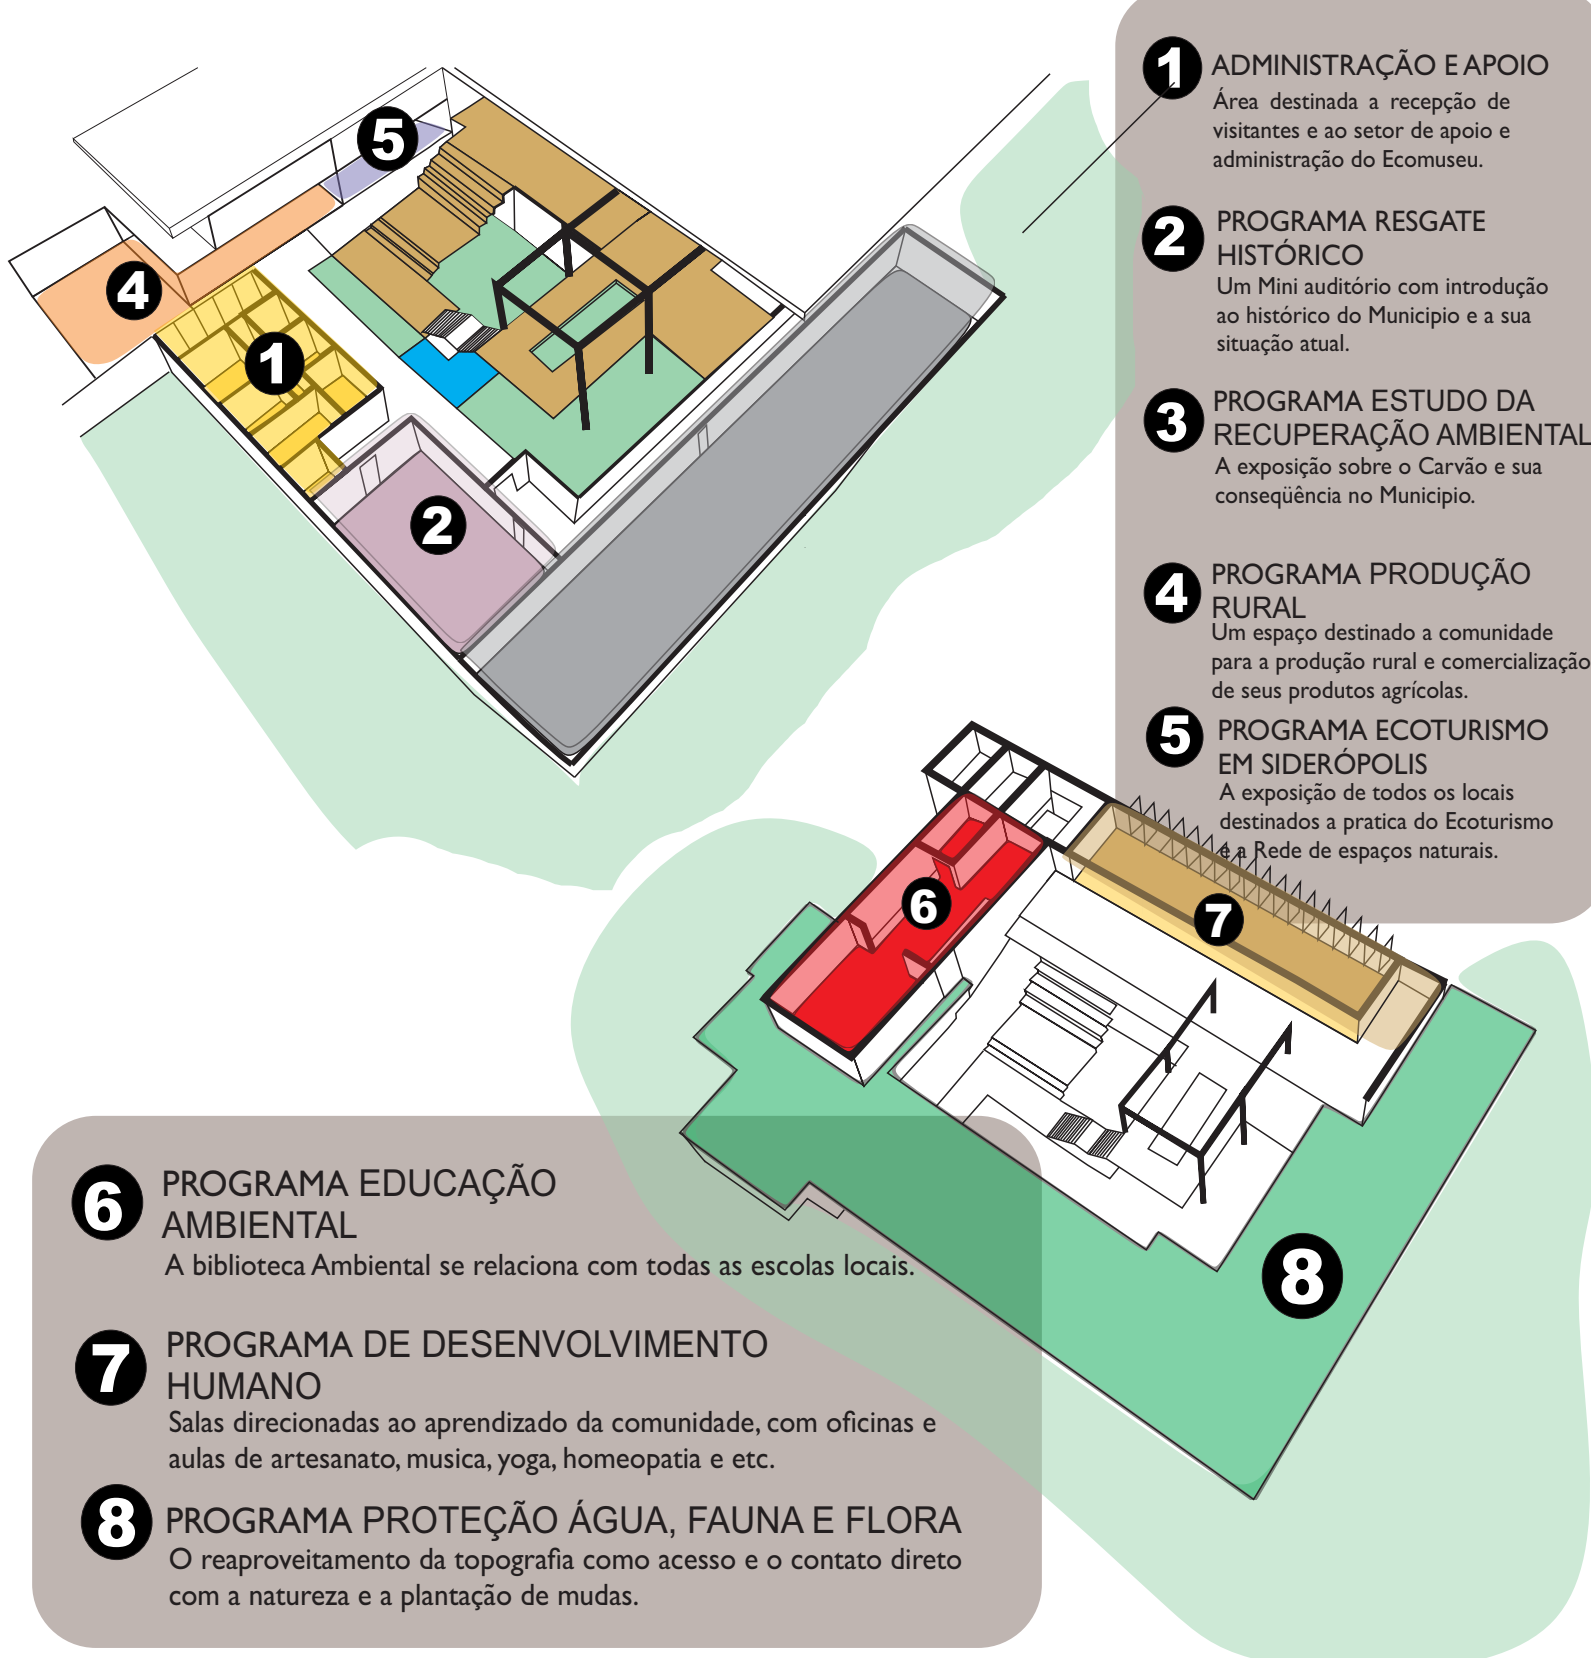 5
4
1
2
1 ADMINISTRAÇÃO E APOIO
Área destinada a recepção de
visitantes e ao setor de apoio e
administração do Ecomuseu.
2 PROGRAMA RESGATE
HISTÓRICO
Um Mini auditório com introdução
ao histórico do Municipio e a sua
situação atual.
3 PROGRAMA ESTUDO DA
RECUPERAÇÃO AMBIENTAL
A exposição sobre o Carvão e sua
conseqüência no Municipio.
4 PROGRAMA PRODUÇÃO
RURAL
Um espaço destinado a comunidade
para a produção rural e comercialização
de seus produtos agrícolas.
5 PROGRAMA ECOTURISMO
EM SIDERÓPOLIS
A exposição de todos os locais
destinados a pratica do Ecoturismo
e a Rede de espaços naturais.
6
7
8
6 PROGRAMA EDUCAÇÃO
AMBIENTAL
A biblioteca Ambiental se relaciona com todas as escolas locais.
7 PROGRAMA DE DESENVOLVIMENTO
HUMANO
Salas direcionadas ao aprendizado da comunidade, com oficinas e
aulas de artesanato, musica, yoga, homeopatia e etc.
8 PROGRAMA PROTEÇÃO ÁGUA, FAUNA E FLORA
O reaproveitamento da topografia como acesso e o contato direto
com a natureza e a plantação de mudas.